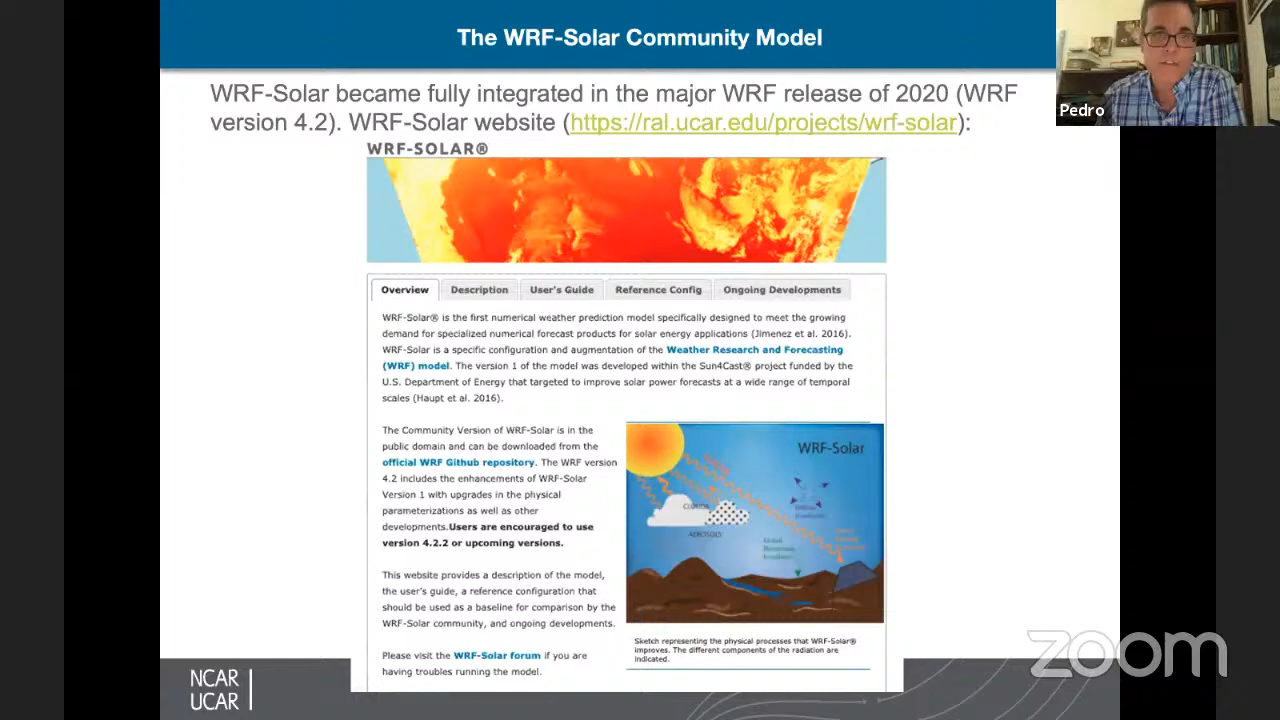 The WRF-Solar Community Model
Pedro
WRF-Solar became fully integrated in the major WRF release of 2020 (WRF
version 4.2). WRF-Solar website (https://ral.ucar.edu/projects/wrf-solar):
WRF-SOLAR®
Overview Description User's Guide Reference Config Ongoing Developments
WRF-Solar® is the first numerical weather prediction model specifically designed to meet the growing
demand for specialized numerical forecast products for solar energy applications (Jimenez et al. 2016).
WRF-Solar is a specific configuration and augmentation of the Weather Research and Forecasting
(WRF) model. The version 1 of the model was developed within the Sun4Cast® project funded by the
U.S. Department of Energy that targeted to improve solar power forecasts at a wide range of temporal
scales (Haupt et al. 2016).
The Community Version of WRF-Solar is in the
public domain and can be downloaded from the
official WRF Github repository. The WRF version
4.2 includes the enhancements of WRF-Solar
Version 1 with upgrades in the physical
parameterizations as well as other
developments.Users are encouraged to use
version 4.2.2 or upcoming versions.
This website provides a description of the model,
the user's guide, a reference configuration that
should be used as a baseline for comparison by the
WRF-Solar community, and ongoing developments.
Please visit the WRF-Solar forum if you are
having troubles running the model.
WRF-Solar
AEROSOLS
Sketch representing the physical processes that WRF-Solar®
improves. The different components of the radiation are
indicated.
NCAR
UCAR
zoom